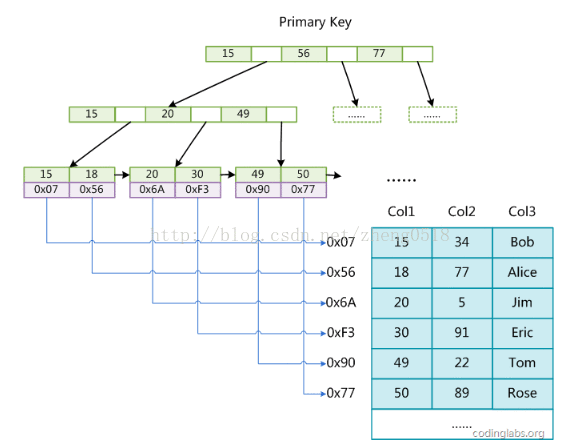 Primary Key
15 56 77
15 20 49
...... ......
15 18 20 30 49 50
0x07 0x56 0x6A 0xF3 0x90 0x77
......
Col1 Col2 Col3
http://blog.csdn.net/zheng0518
0x07 15 34 Bob
0x56 18 77 Alice
0x6A 20 5 Jim
0xF3 30 91 Eric
0x90 49 22 Tom
0x77 50 89 Rose
......
codinglabs.org